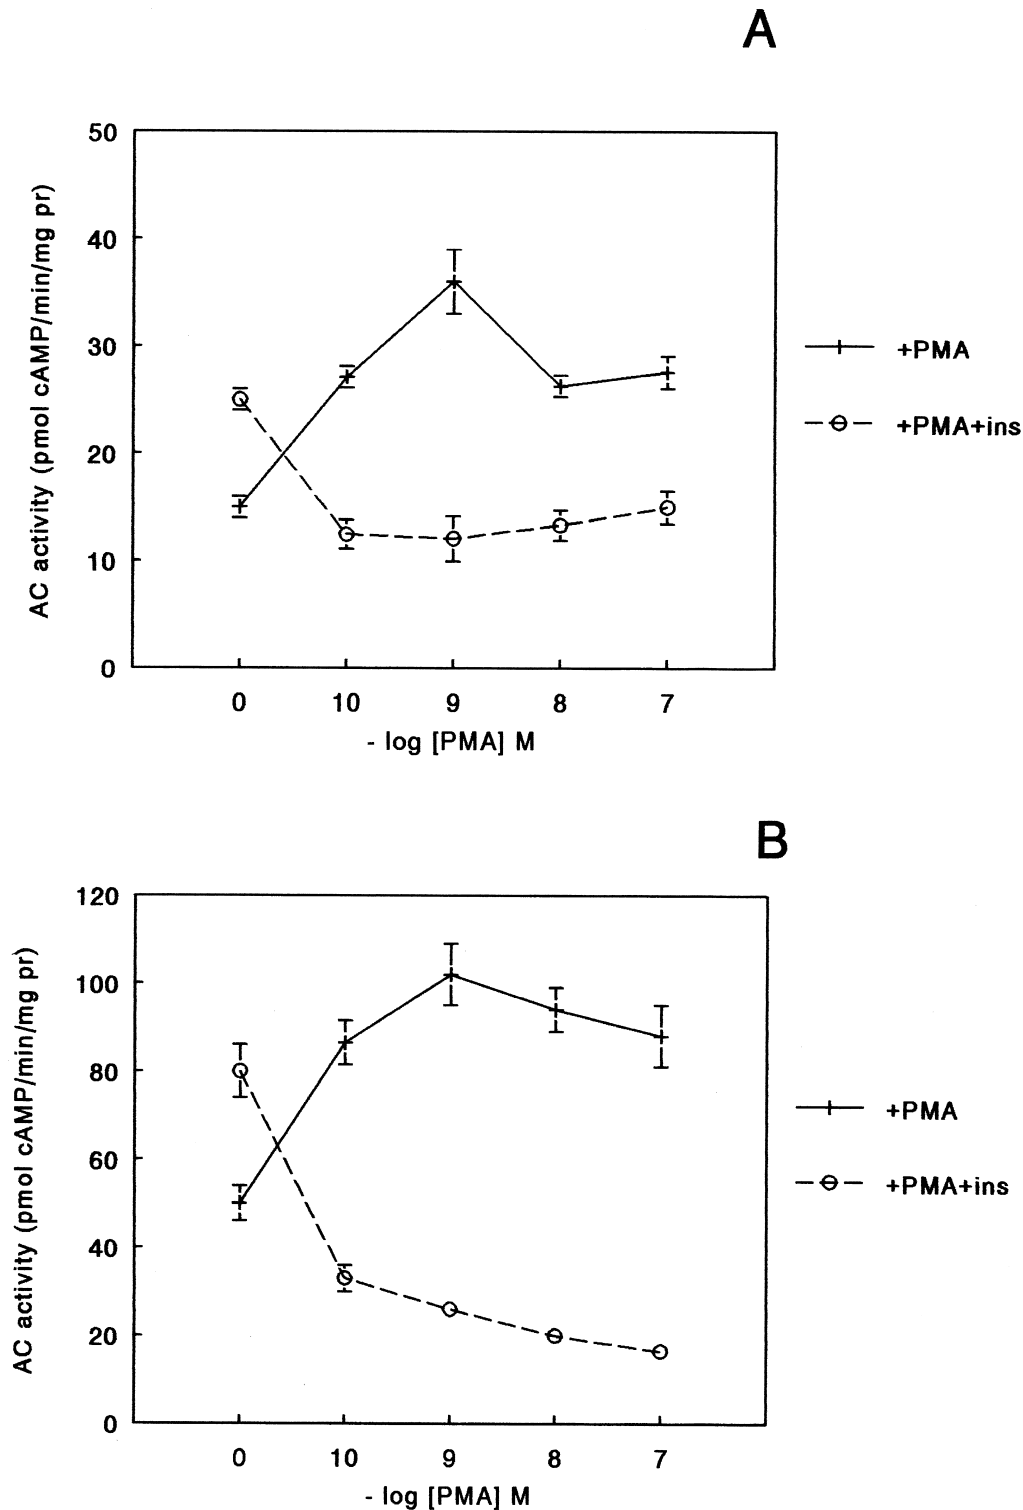 A
50
40
30
20
10
0
AC activity (pmol cAMP/min/mg pr)
0 10 9 8 7
- log [PMA] M
+PMA
+PMA+ins
B
120
100
80
60
40
20
0
AC activity (pmol cAMP/min/mg pr)
0 10 9 8 7
- log [PMA] M
+PMA
+PMA+ins